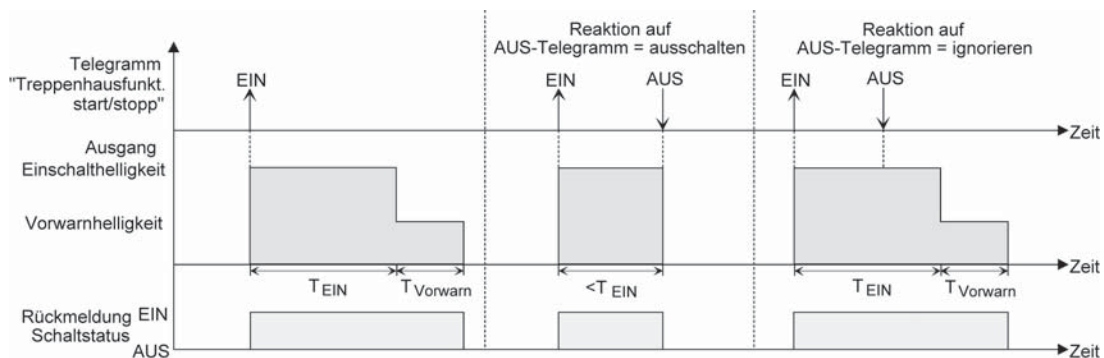 Reaktion auf
AUS-Telegramm = ausschalten
Reaktion auf
AUS-Telegramm = ignorieren
Telegramm
"Treppenhausfunkt.
start/stopp"
EIN
EIN
AUS
EIN
AUS
Zeit
Ausgang
Einschalthelligkeit
Vorwarnhelligkeit
Zeit
T EIN
T Vorwarn
<T EIN
T EIN
T Vorwarn
Rückmeldung
Schaltstatus
EIN
AUS
Zeit